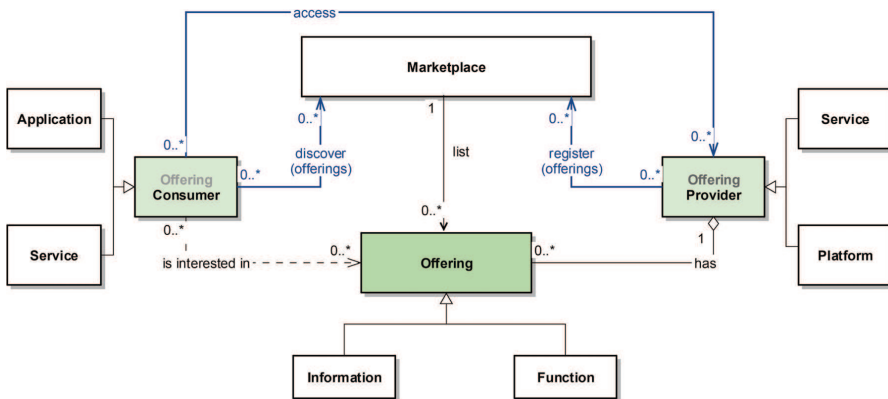 access
Marketplace
Application
Service
1
0..*
0..*
0..*
0..*
discover
(offerings)
list
register
(offerings)
Offering
Consumer
0..*
0..*
Offering
Provider
0..*
0..*
0..*
0..*
1
Service
is interested in
Offering
has
Platform
Information
Function